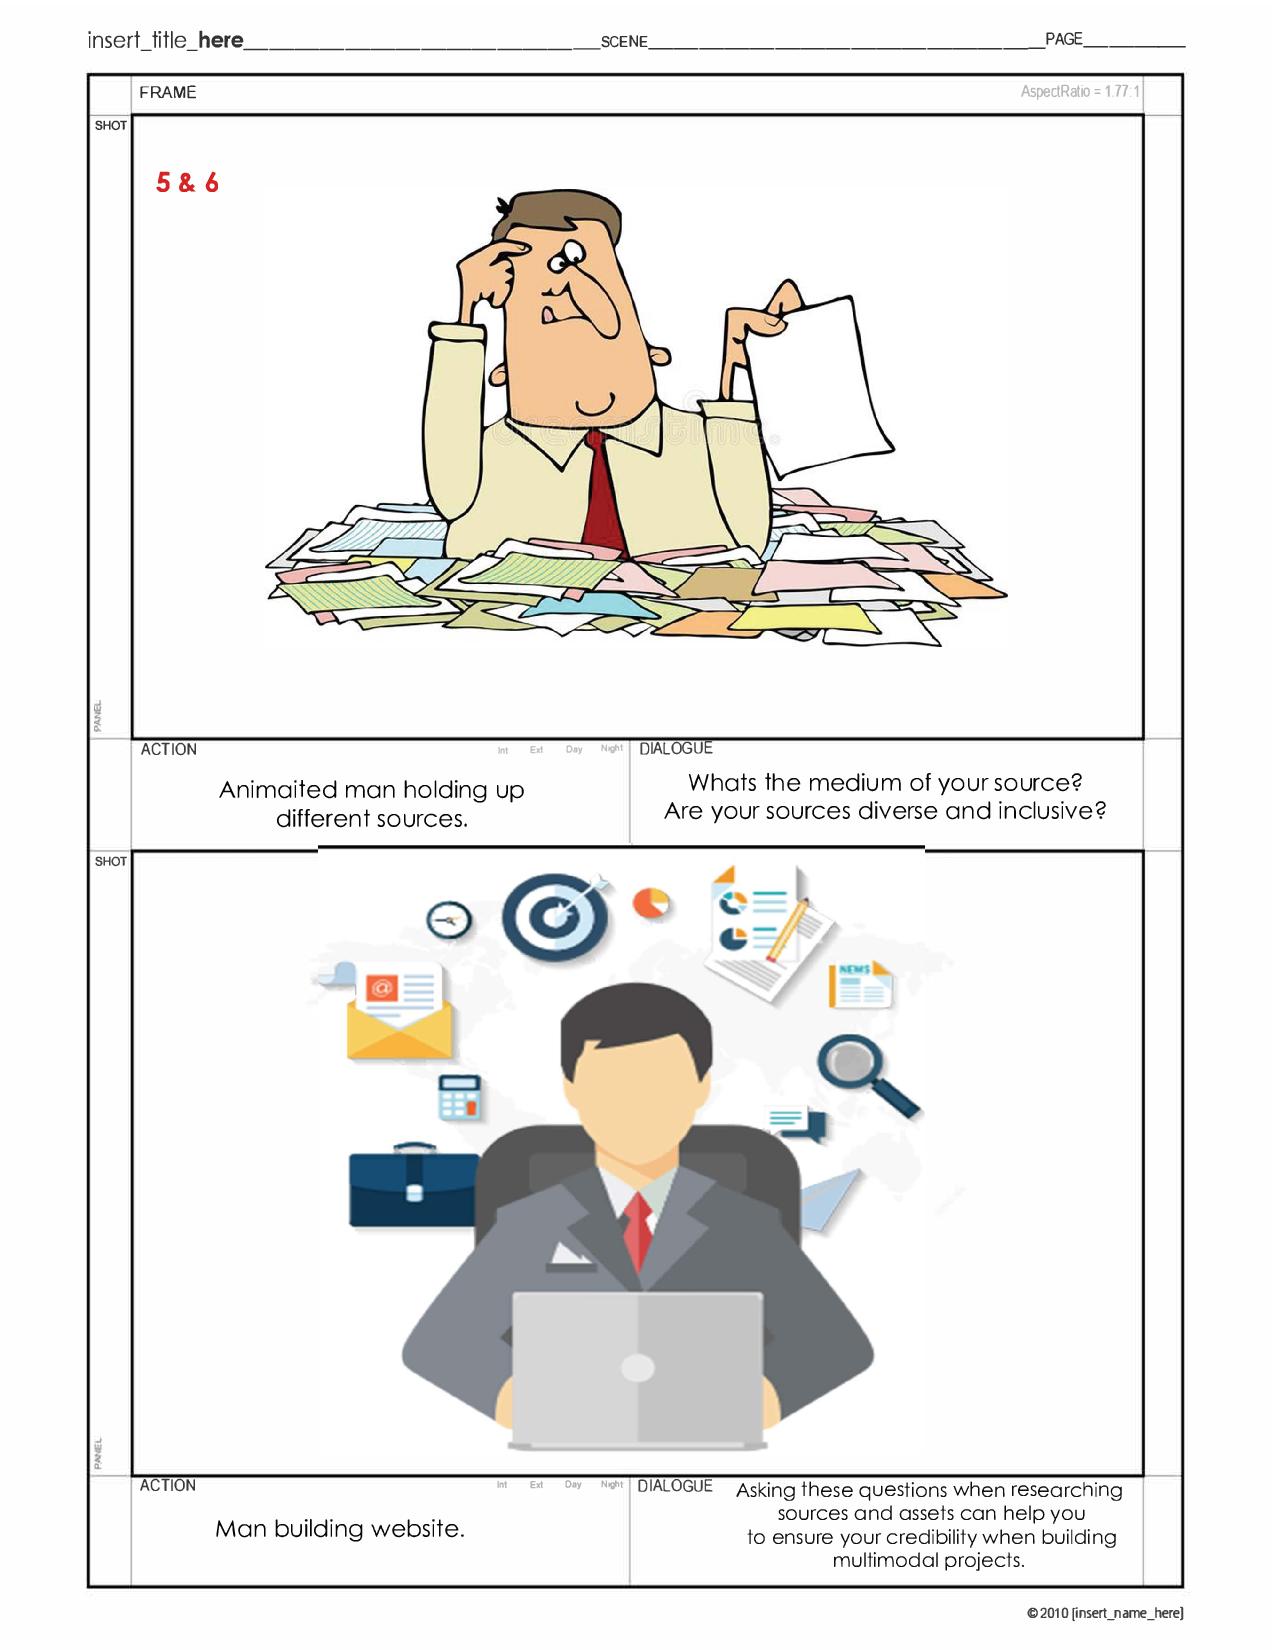 insert_title_here____________________________SCENE______________________________PAGE________
FRAME
AspectRatio = 1.77:1
SHOT
5 & 6
dreamstime.
PANEL
ACTION
Int Ext Day Night
DIALOGUE
Animaited man holding up
different sources.
Whats the medium of your source?
Are your sources diverse and inclusive?
SHOT
@
NEWS
PANEL
ACTION
Int Ext Day Night
DIALOGUE
Man building website.
Asking these questions when researching
sources and assets can help you
to ensure your credibility when building
multimodal projects.
© 2010 [insert_name_here]